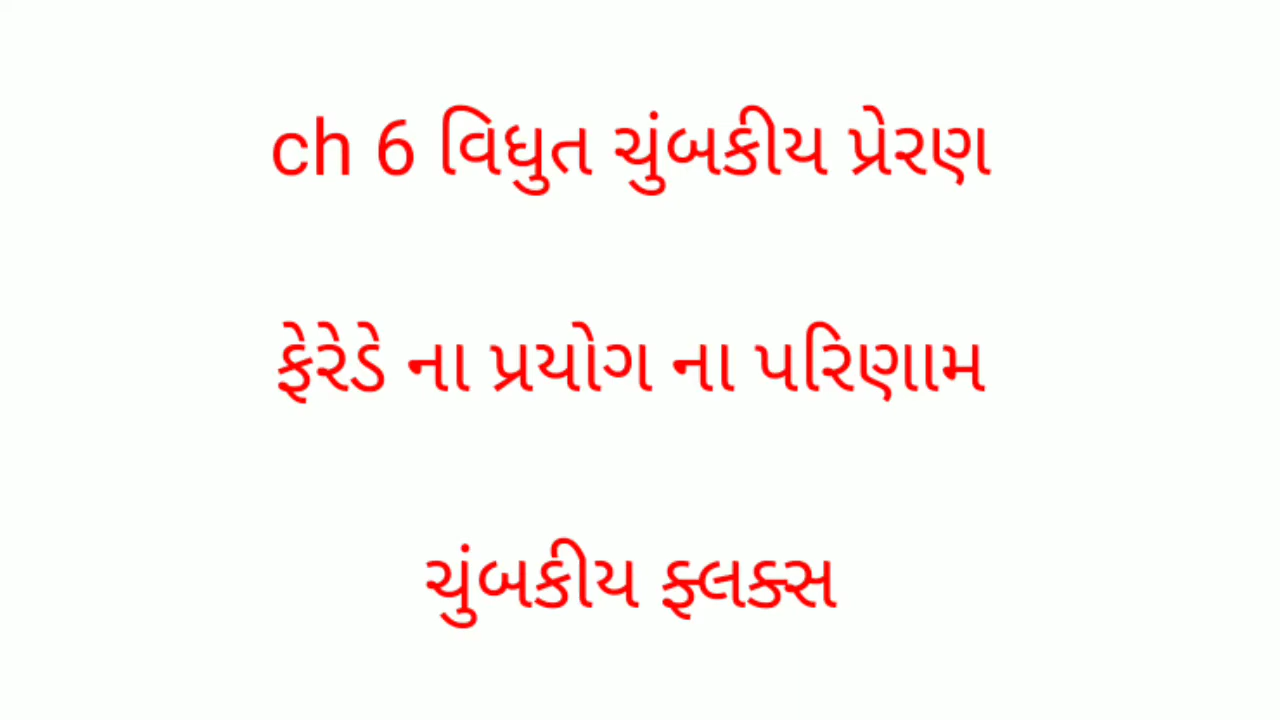 ch 6 વિધુત ચુંબકીય પ્રેરણ
ફેરેડે ના પ્રયોગ ના પરિણામ
ચુંબકીય ફ્લક્સ